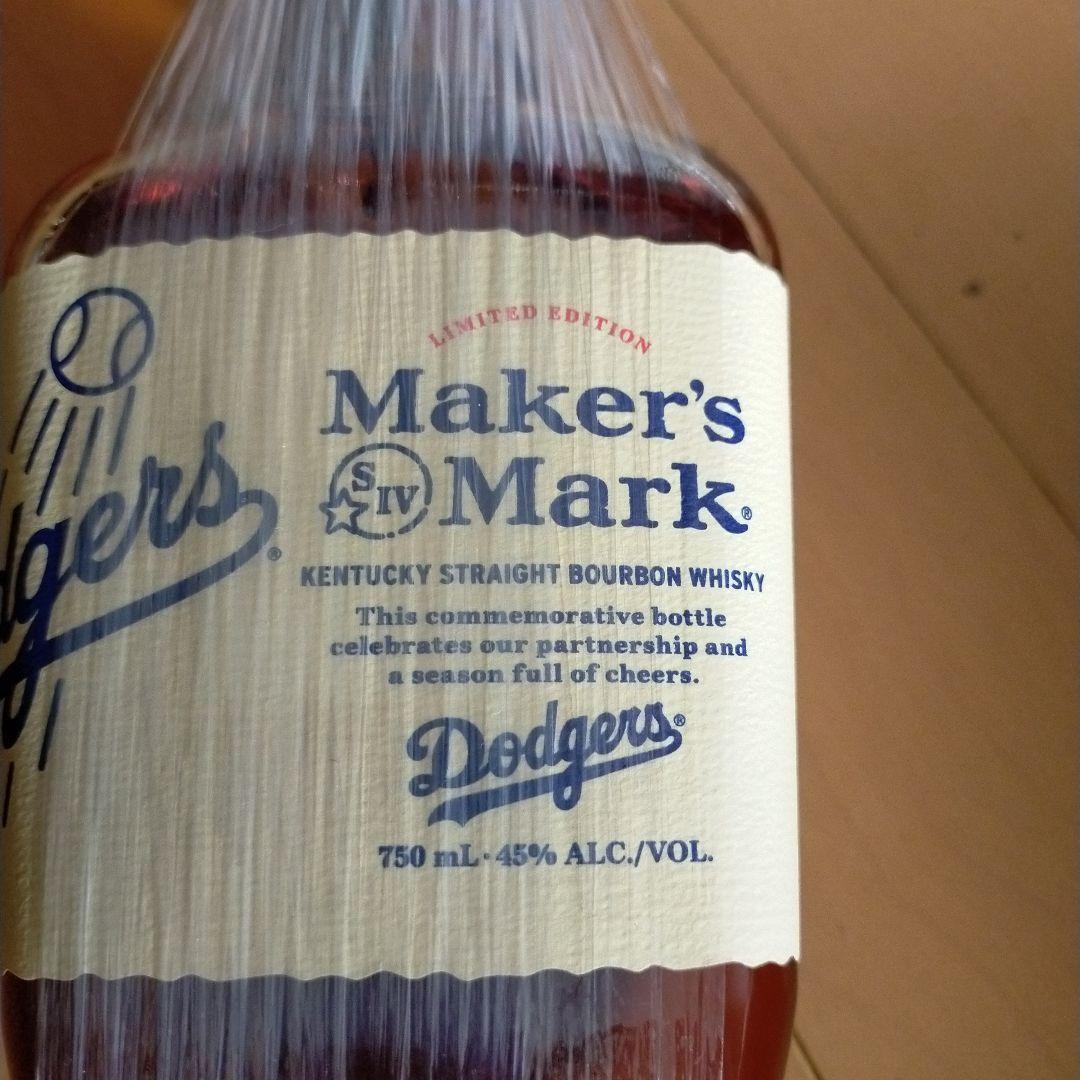 LIMITED EDITION
Maker's
SIV Mark®
KENTUCKY STRAIGHT BOURBON WHISKY
This commemorative bottle
celebrates our partnership and
a season full of cheers.
Dodgers®
750 mL · 45% ALC./VOL.